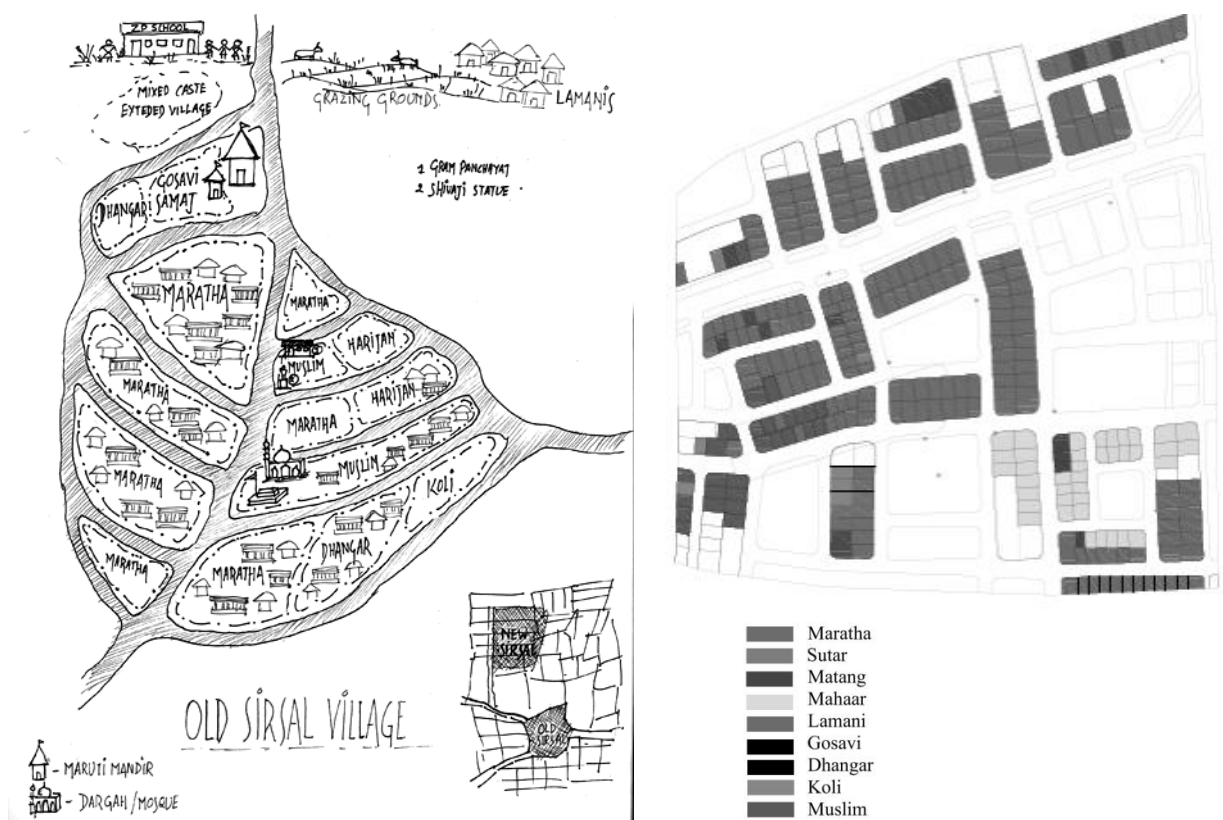 Z.P SCHOOL
MIXED CASTE
EXTEDED VILLAGE
GRAZING GROUNDS.
LAMANIS
1 GRAM PANCHAYAT
2 SHIVAJI STATUE
DHANGAR
GOSAVI
SAMAJ
MARATHA
MARATHA
MUSLIM
HARIJAN
MARATHA
MARATHA
HARIJAN
MARATHA
MUSLIM
KOLI
MARATHA
MARATHA
DHANGAR
NEW
SIRSAL
OLD
SIRSAL
OLD SIRSAL VILLAGE
- MARUTI MANDIR
- DARGAH / MOSQUE
Maratha
Sutar
Matang
Mahaar
Lamani
Gosavi
Dhangar
Koli
Muslim